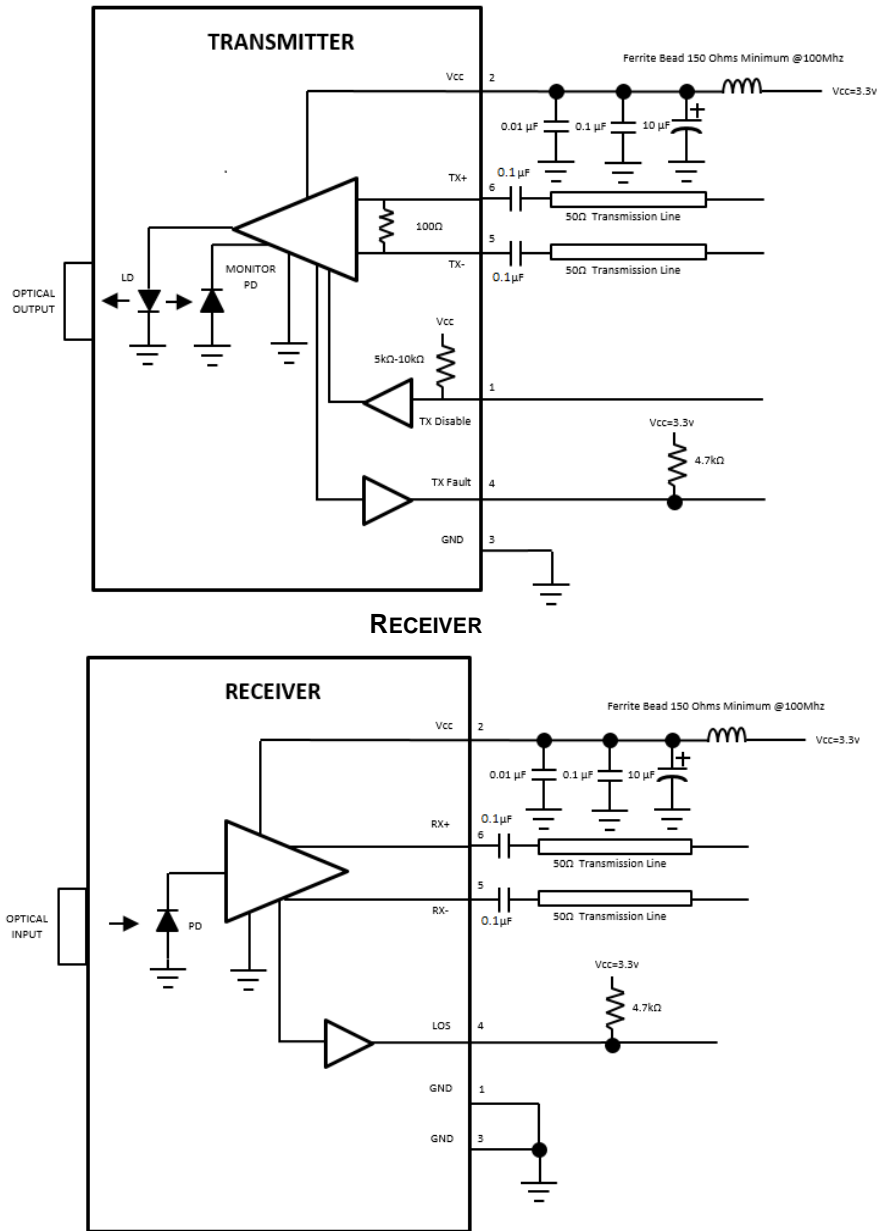 TRANSMITTER
Ferrite Bead 150 Ohms Minimum @100Mhz
Vcc
2
Vcc=3.3v
0.01 µF
0.1 µF
10 µF
+
TX+
6
0.1µF
50Ω Transmission Line
100Ω
TX-
5
0.1µF
50Ω Transmission Line
LD
MONITOR
PD
OPTICAL
OUTPUT
Vcc
5kΩ-10kΩ
1
TX Disable
Vcc=3.3v
4.7kΩ
TX Fault
4
GND
3
RECEIVER
RECEIVER
Ferrite Bead 150 Ohms Minimum @100Mhz
Vcc
2
Vcc=3.3v
0.01 µF
0.1 µF
10 µF
+
RX+
6
0.1µF
50Ω Transmission Line
RX-
5
0.1µF
50Ω Transmission Line
OPTICAL
INPUT
PD
Vcc=3.3v
4.7kΩ
LOS
4
GND
1
GND
3